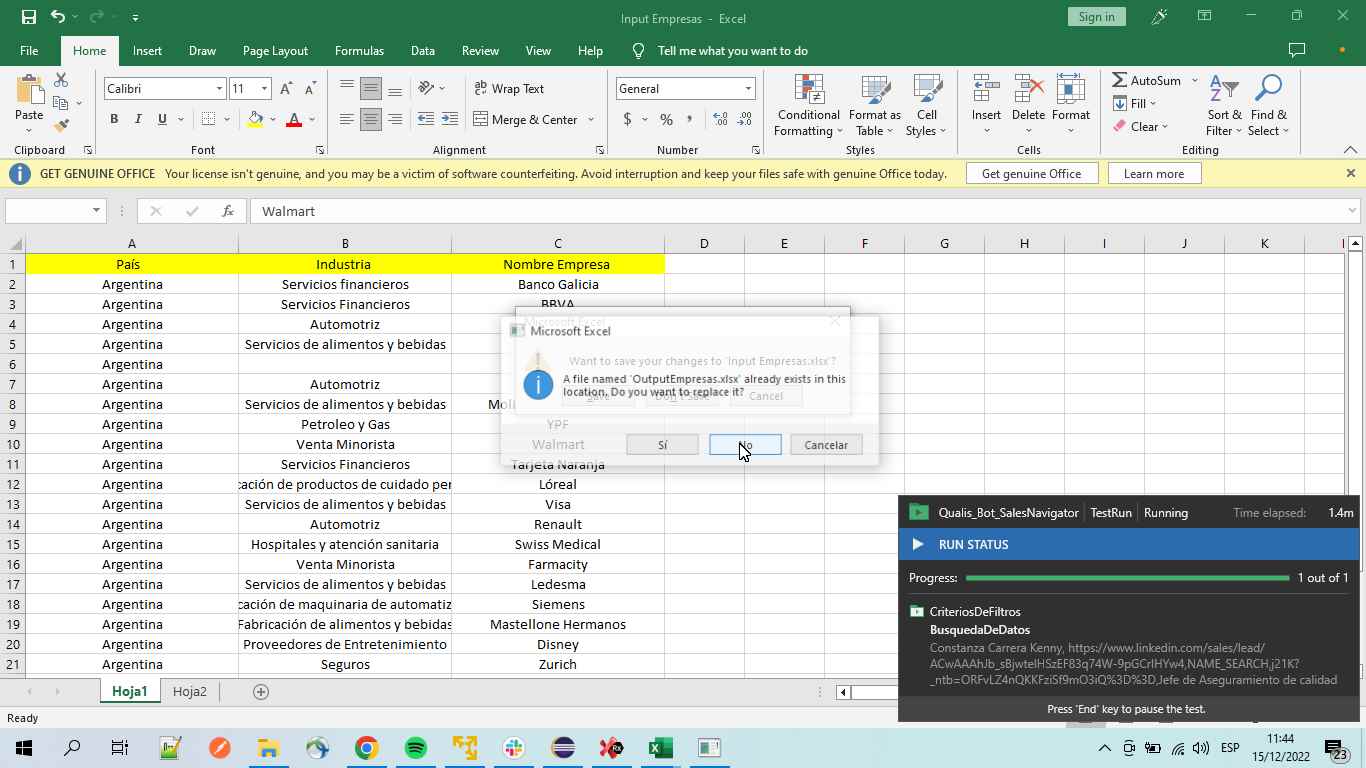 Input Empresas - Excel
Sign in
File Home Insert Draw Page Layout Formulas Data Review View Help Tell me what you want to do
Calibri 11 General
Paste
B I U A
ab Wrap Text
Merge & Center
$ % ,
Conditional Formatting
Format as Table
Cell Styles
Insert
Delete
Format
AutoSum
Fill
Clear
Sort & Filter
Find & Select
Clipboard Font Alignment Number Styles Cells Editing
GET GENUINE OFFICE Your license isn't genuine, and you may be a victim of software counterfeiting. Avoid interruption and keep your files safe with genuine Office today. Get genuine Office Learn more
fx Walmart
A B C D E F G H I J K
1 País Industria Nombre Empresa
2 Argentina Servicios financieros Banco Galicia
3 Argentina Servicios Financieros BBVA
4 Argentina Automotriz
5 Argentina Servicios de alimentos y bebidas
6 Argentina
7 Argentina Automotriz
8 Argentina Servicios de alimentos y bebidas
9 Argentina Petroleo y Gas YPF
10 Argentina Venta Minorista Walmart
11 Argentina Servicios Financieros Tarjeta Naranja
12 Argentina cación de productos de cuidado per Lóreal
13 Argentina Servicios de alimentos y bebidas Visa
14 Argentina Automotriz Renault
15 Argentina Hospitales y atención sanitaria Swiss Medical
16 Argentina Venta Minorista Farmacity
17 Argentina Servicios de alimentos y bebidas Ledesma
18 Argentina cación de maquinaria de automatiz Siemens
19 Argentina Fabricación de alimentos y bebidas Mastellone Hermanos
20 Argentina Proveedores de Entretenimiento Disney
21 Argentina Seguros Zurich
Microsoft Excel
Microsoft Excel
Want to save your changes to 'Input Empresas.xlsx'?
A file named 'OutputEmpresas.xlsx' already exists in this
location. Do you want to replace it?
Save Don't Save Cancel
Sí No Cancelar
Qualis_Bot_SalesNavigator TestRun Running Time elapsed: 1.4m
RUN STATUS
Progress: 1 out of 1
CriteriosDeFiltros
BusquedaDeDatos
Constanza Carrera Kenny, https://www.linkedin.com/sales/lead/
Jefe de Aseguramiento de calidad
Press 'End' key to pause the test.
Hoja1 Hoja2
Ready
ESP
11:44
15/12/2022
23